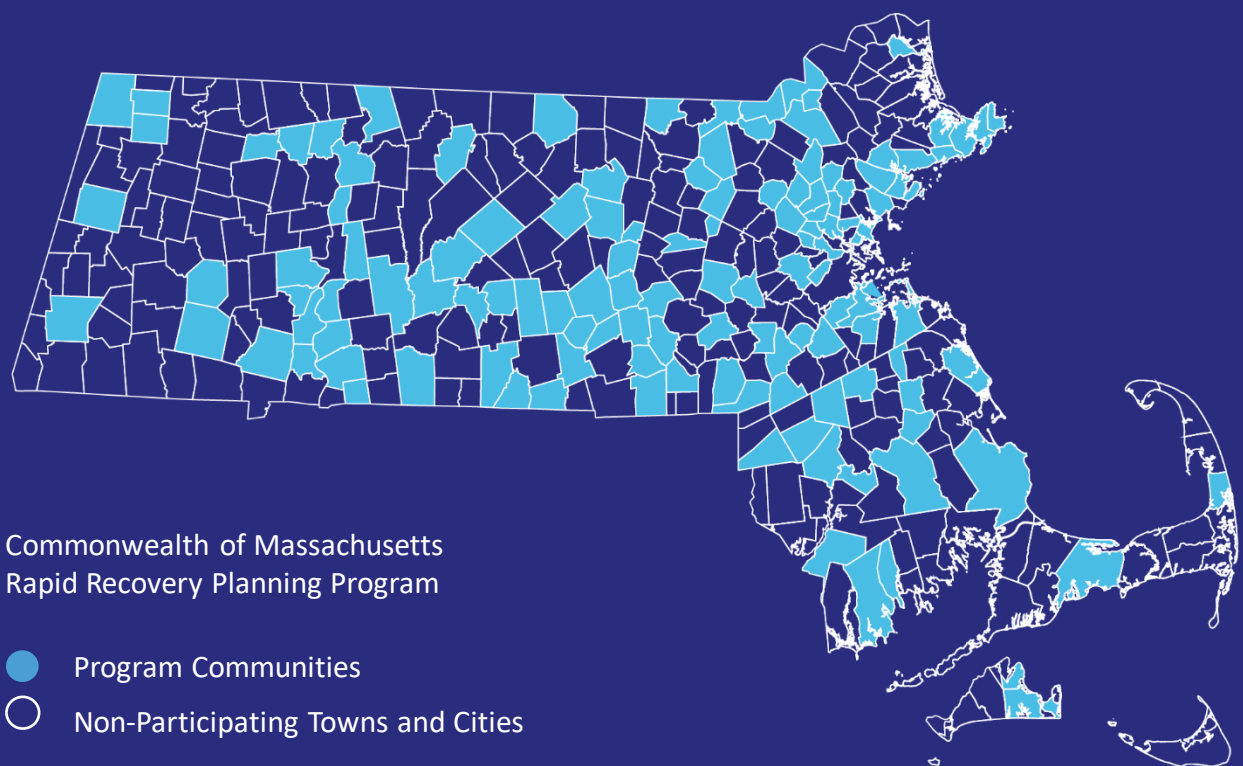 Commonwealth of Massachusetts
Rapid Recovery Planning Program
Program Communities
Non-Participating Towns and Cities